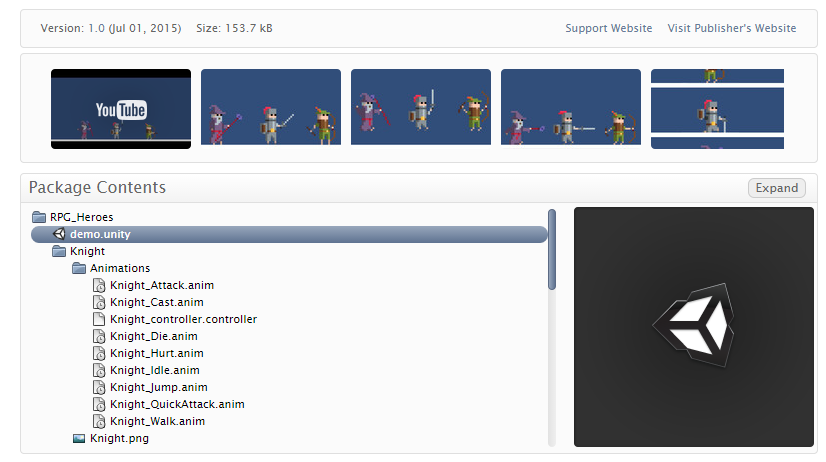 Version: 1.0 (Jul 01, 2015) Size: 153.7 kB Support Website Visit Publisher's Website
YouTube
Package Contents Expand
RPG_Heroes
demo.unity
Knight
Animations
Knight_Attack.anim
Knight_Cast.anim
Knight_controller.controller
Knight_Die.anim
Knight_Hurt.anim
Knight_Idle.anim
Knight_Jump.anim
Knight_QuickAttack.anim
Knight_Walk.anim
Knight.png